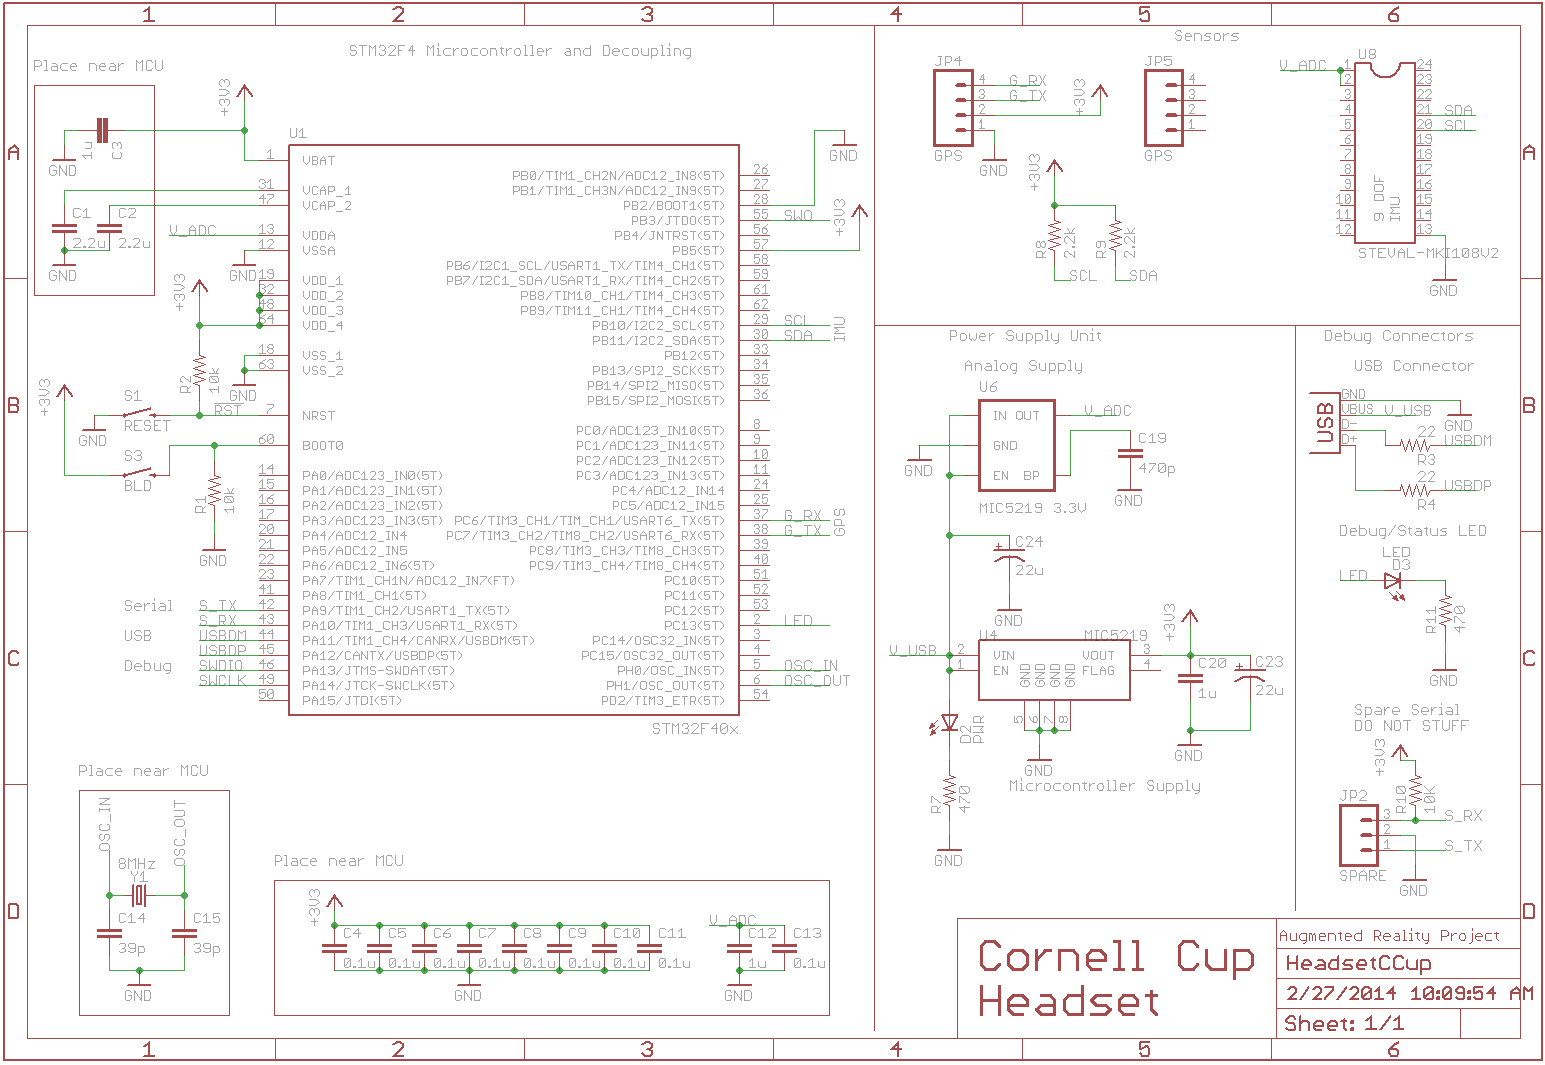 1 2 3 4 5 6
A B C D
STM32F4 Microcontroller and Decoupling
Place near MCU
+3V3
1u
C3
GND
C1
2.2u
C2
2.2u
GND
V_ADC
GND
+3V3
R2
10k
+3V3
S1
RESET
GND
RST
S3
BLD
R1
10k
GND
U1
1 VBAT
31 VCAP_1
47 VCAP_2
13 VDDA
12 VSSA
19 VDD_1
32 VDD_2
48 VDD_3
64 VDD_4
18 VSS_1
63 VSS_2
GND
7 NRST
60 BOOT0
14 PA0/ADC123_IN0(5T)
15 PA1/ADC123_IN1(5T)
16 PA2/ADC123_IN2(5T)
17 PA3/ADC123_IN3(5T)
20 PA4/ADC12_IN4
21 PA5/ADC12_IN5
22 PA6/ADC12_IN6(5T)
23 PA7/TIM1_CH1N/ADC12_IN7(FT)
41 PA8/TIM1_CH1(5T)
Serial S_TX 42 PA9/TIM1_CH2/USART1_TX(5T)
S_RX 43 PA10/TIM1_CH3/USART1_RX(5T)
USB USBDM 44 PA11/TIM1_CH4/CANRX/USBDM(5T)
USBDP 45 PA12/CANTX/USBDP(5T)
Debug SWDIO 46 PA13/JTMS-SWDAT(5T)
SWCLK 49 PA14/JTCK-SWCLK(5T)
50 PA15/JTDI(5T)
PB0/TIM1_CH2N/ADC12_IN8(5T) 26
PB1/TIM1_CH3N/ADC12_IN9(5T) 27
PB2/BOOT1(5T) 28
PB3/JTDO(5T) 55 SWO
PB4/JNTRST(5T) 56
PB5(5T) 57
PB6/I2C1_SCL/USART1_TX/TIM4_CH1(5T) 58
PB7/I2C1_SDA/USART1_RX/TIM4_CH2(5T) 59
PB8/TIM10_CH1/TIM4_CH3(5T) 61
PB9/TIM11_CH1/TIM4_CH4(5T) 62
PB10/I2C2_SCL(5T) 29 SCL
PB11/I2C2_SDA(5T) 30 SDA
IMU
PB12(5T) 33
PB13/SPI2_SCK(5T) 34
PB14/SPI2_MISO(5T) 35
PB15/SPI2_MOSI(5T) 36
PC0/ADC123_IN10(5T) 8
PC1/ADC123_IN11(5T) 9
PC2/ADC123_IN12(5T) 10
PC3/ADC123_IN13(5T) 11
PC4/ADC12_IN14 24
PC5/ADC12_IN15 25
PC6/TIM3_CH1/TIM_CH1/USART6_TX(5T) 37 G_RX
PC7/TIM3_CH2/TIM8_CH2/USART6_RX(5T) 38 G_TX
GPS
PC8/TIM3_CH3/TIM8_CH3(5T) 39
PC9/TIM3_CH4/TIM8_CH4(5T) 40
PC10(5T) 51
PC11(5T) 52
PC12(5T) 53
PC13(5T) 2 LED
PC14/OSC32_IN(5T) 3
PC15/OSC32_OUT(5T) 4
PH0/OSC_IN(5T) 5 OSC_IN
PH1/OSC_OUT(5T) 6 OSC_OUT
PD2/TIM3_ETR(5T) 54
STM32F40x
GND
+3V3
Place near MCU
OSC_IN
OSC_OUT
8MHz
Y1
C14
39p
C15
39p
GND
Place near MCU
+3V3
C4 C5 C6 C7 C8 C9 C10 C11
0.1u 0.1u 0.1u 0.1u 0.1u 0.1u 0.1u 0.1u
GND
V_ADC
C12 C13
1u 0.1u
GND
Sensors
JP4
4 G_RX
3 G_TX
2
1
GPS
GND
+3V3
JP5
4
3
2
1
GPS
+3V3
R8
2.2k
R9
2.2k
SCL
SDA
U8
V_ADC
1 24
2 23
3 22
4 21 SDA
5 20 SCL
6 19
7 18
8 17
9 16
10 15
11 14
12 13
9 DOF
IMU
STEVAL-MKI108V2
GND
Power Supply Unit
Analog Supply
U6
IN OUT
GND
EN BP
MIC5219 3.3V
V_ADC
GND
C19
470p
GND
C24
22u
GND
U4
MIC5219
V_USB
2 VIN
1 EN
VOUT 3
FLAG 4
GND GND GND GND
5 6 7 8
GND
+3V3
C20
1u
C23
22u
GND
Microcontroller Supply
D2
PWR
R7
470
GND
Debug Connectors
USB Connector
USB
GND
VBUS V_USB
D-
D+
GND
22
USBDM
R3
22
USBDP
R4
Debug/Status LED
LED
D3
LED
R11
470
GND
Spare Serial
DO NOT STUFF
+3V3
R10
10K
JP2
3 S_RX
2
1 S_TX
SPARE
GND
Cornell Cup
Headset
Augmented Reality Project
HeadsetCCup
2/27/2014 10:09:54 AM
Sheet: 1/1
1 2 3 4 5 6
A B C D